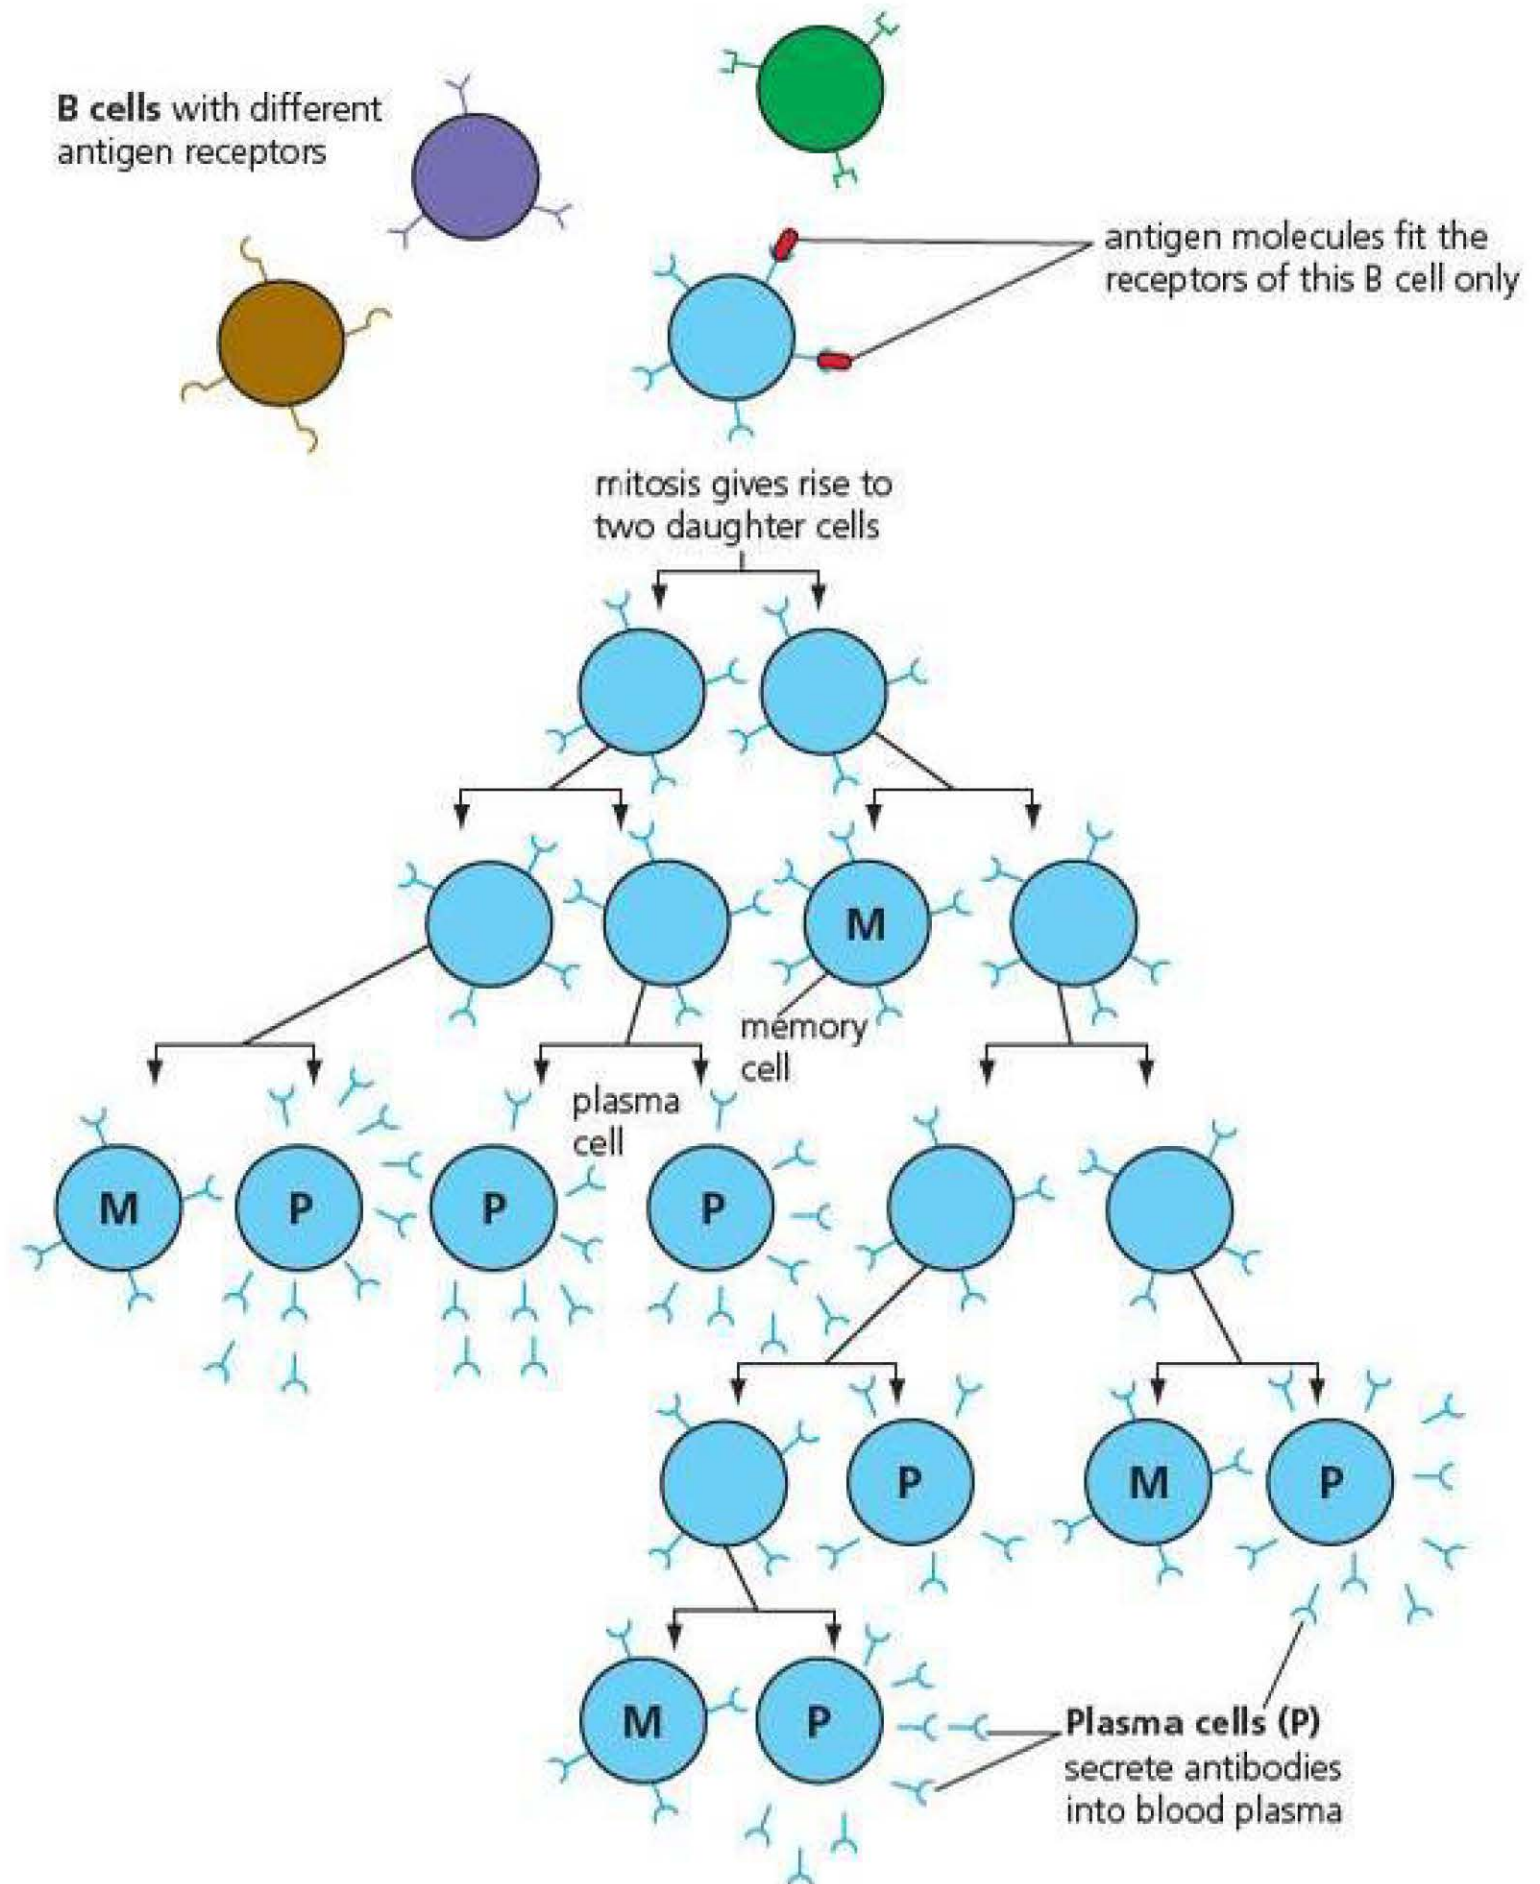 B cells with different
antigen receptors
antigen molecules fit the
receptors of this B cell only
mitosis gives rise to
two daughter cells
M
memory
cell
plasma
cell
M
P
P
P
P
M
P
M
P
Plasma cells (P)
secrete antibodies
into blood plasma